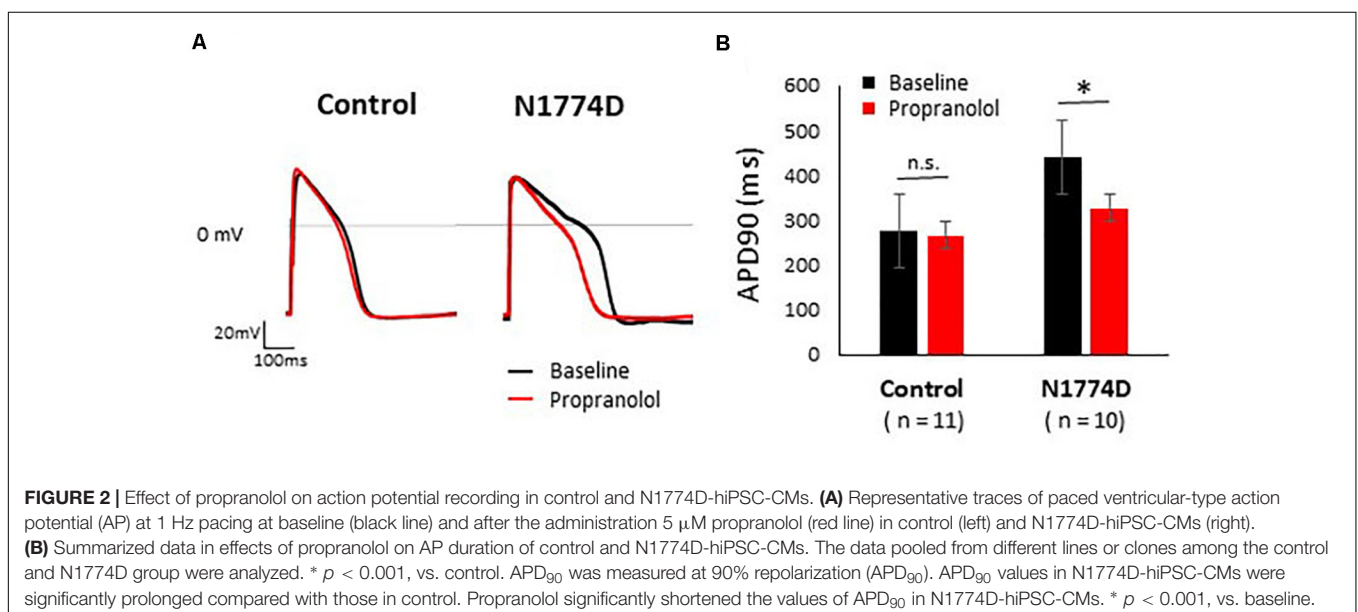 A
Control
N1774D
0 mV
20mV
100ms
Baseline
Propranolol
B
APD90 (ms)
600
500
400
300
200
100
0
Baseline
Propranolol
n.s.
*
Control
( n = 11)
N1774D
( n = 10)
FIGURE 2 | Effect of propranolol on action potential recording in control and N1774D-hiPSC-CMs. (A) Representative traces of paced ventricular-type action
potential (AP) at 1 Hz pacing at baseline (black line) and after the administration 5 μM propranolol (red line) in control (left) and N1774D-hiPSC-CMs (right).
(B) Summarized data in effects of propranolol on AP duration of control and N1774D-hiPSC-CMs. The data pooled from different lines or clones among the control
and N1774D group were analyzed. * p < 0.001, vs. control. APD90 was measured at 90% repolarization (APD90). APD90 values in N1774D-hiPSC-CMs were
significantly prolonged compared with those in control. Propranolol significantly shortened the values of APD90 in N1774D-hiPSC-CMs. * p < 0.001, vs. baseline.